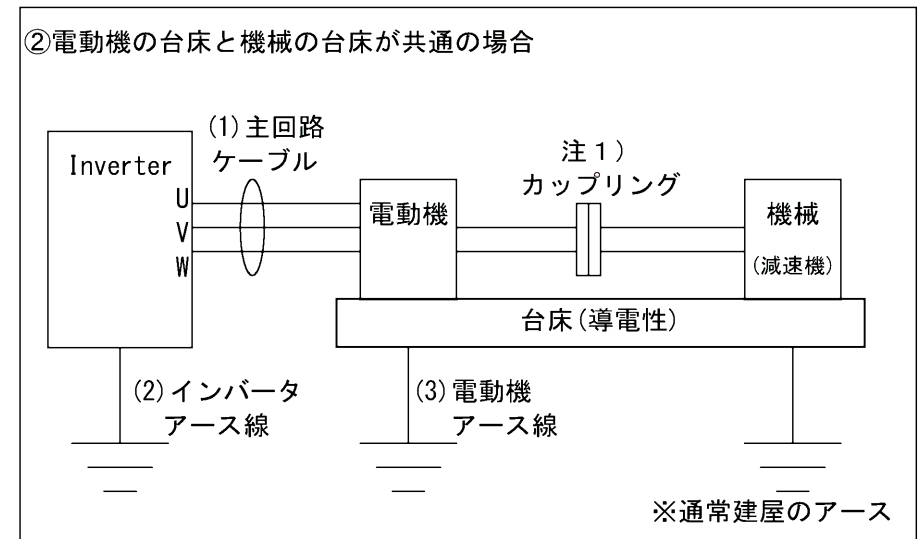 ②電動機の台床と機械の台床が共通の場合
(1)主回路
ケーブル
Inverter
U
V
W
電動機
注1)
カップリング
機械
(減速機)
台床(導電性)
(2)インバータ
アース線
(3)電動機
アース線
※通常建屋のアース